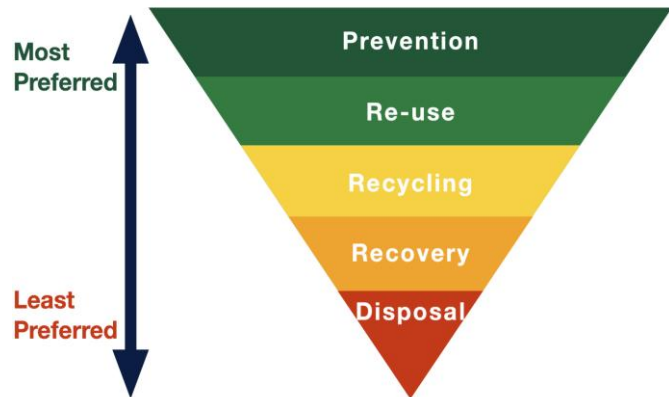 Most
Preferred
Prevention
Re-use
Recycling
Recovery
Least
Preferred
Disposal